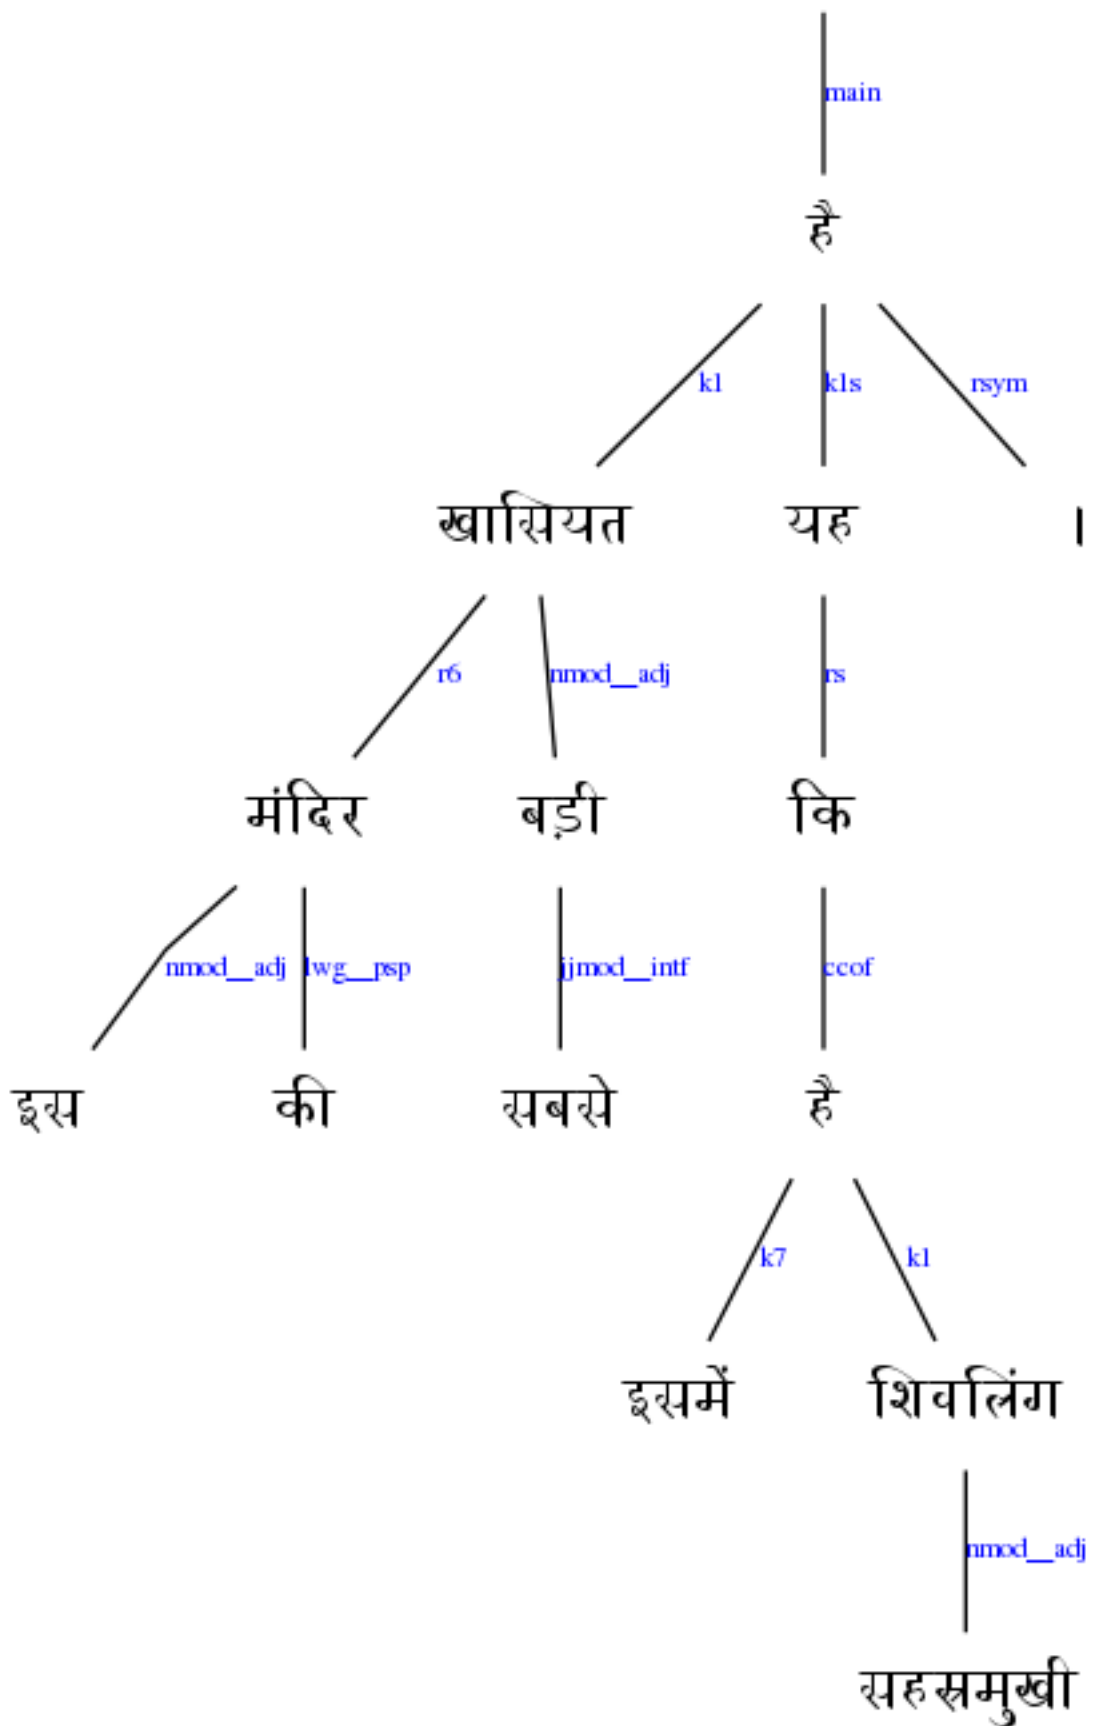 main
है
k1 k1s rsym
खासियत यह ।
r6 nmod__adj rs
मंदिर बड़ी कि
nmod__adj lwg__psp jjmod__intf ccof
इस की सबसे है
k7 k1
इसमें शिवलिंग
nmod__adj
सहस्रमुखी